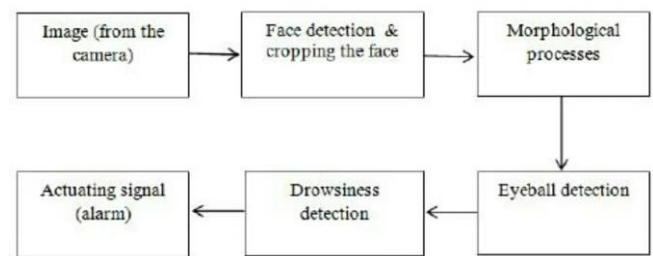 Image (from the
camera)
Face detection &
cropping the face
Morphological
processes
Eyeball detection
Drowsiness
detection
Actuating signal
(alarm)